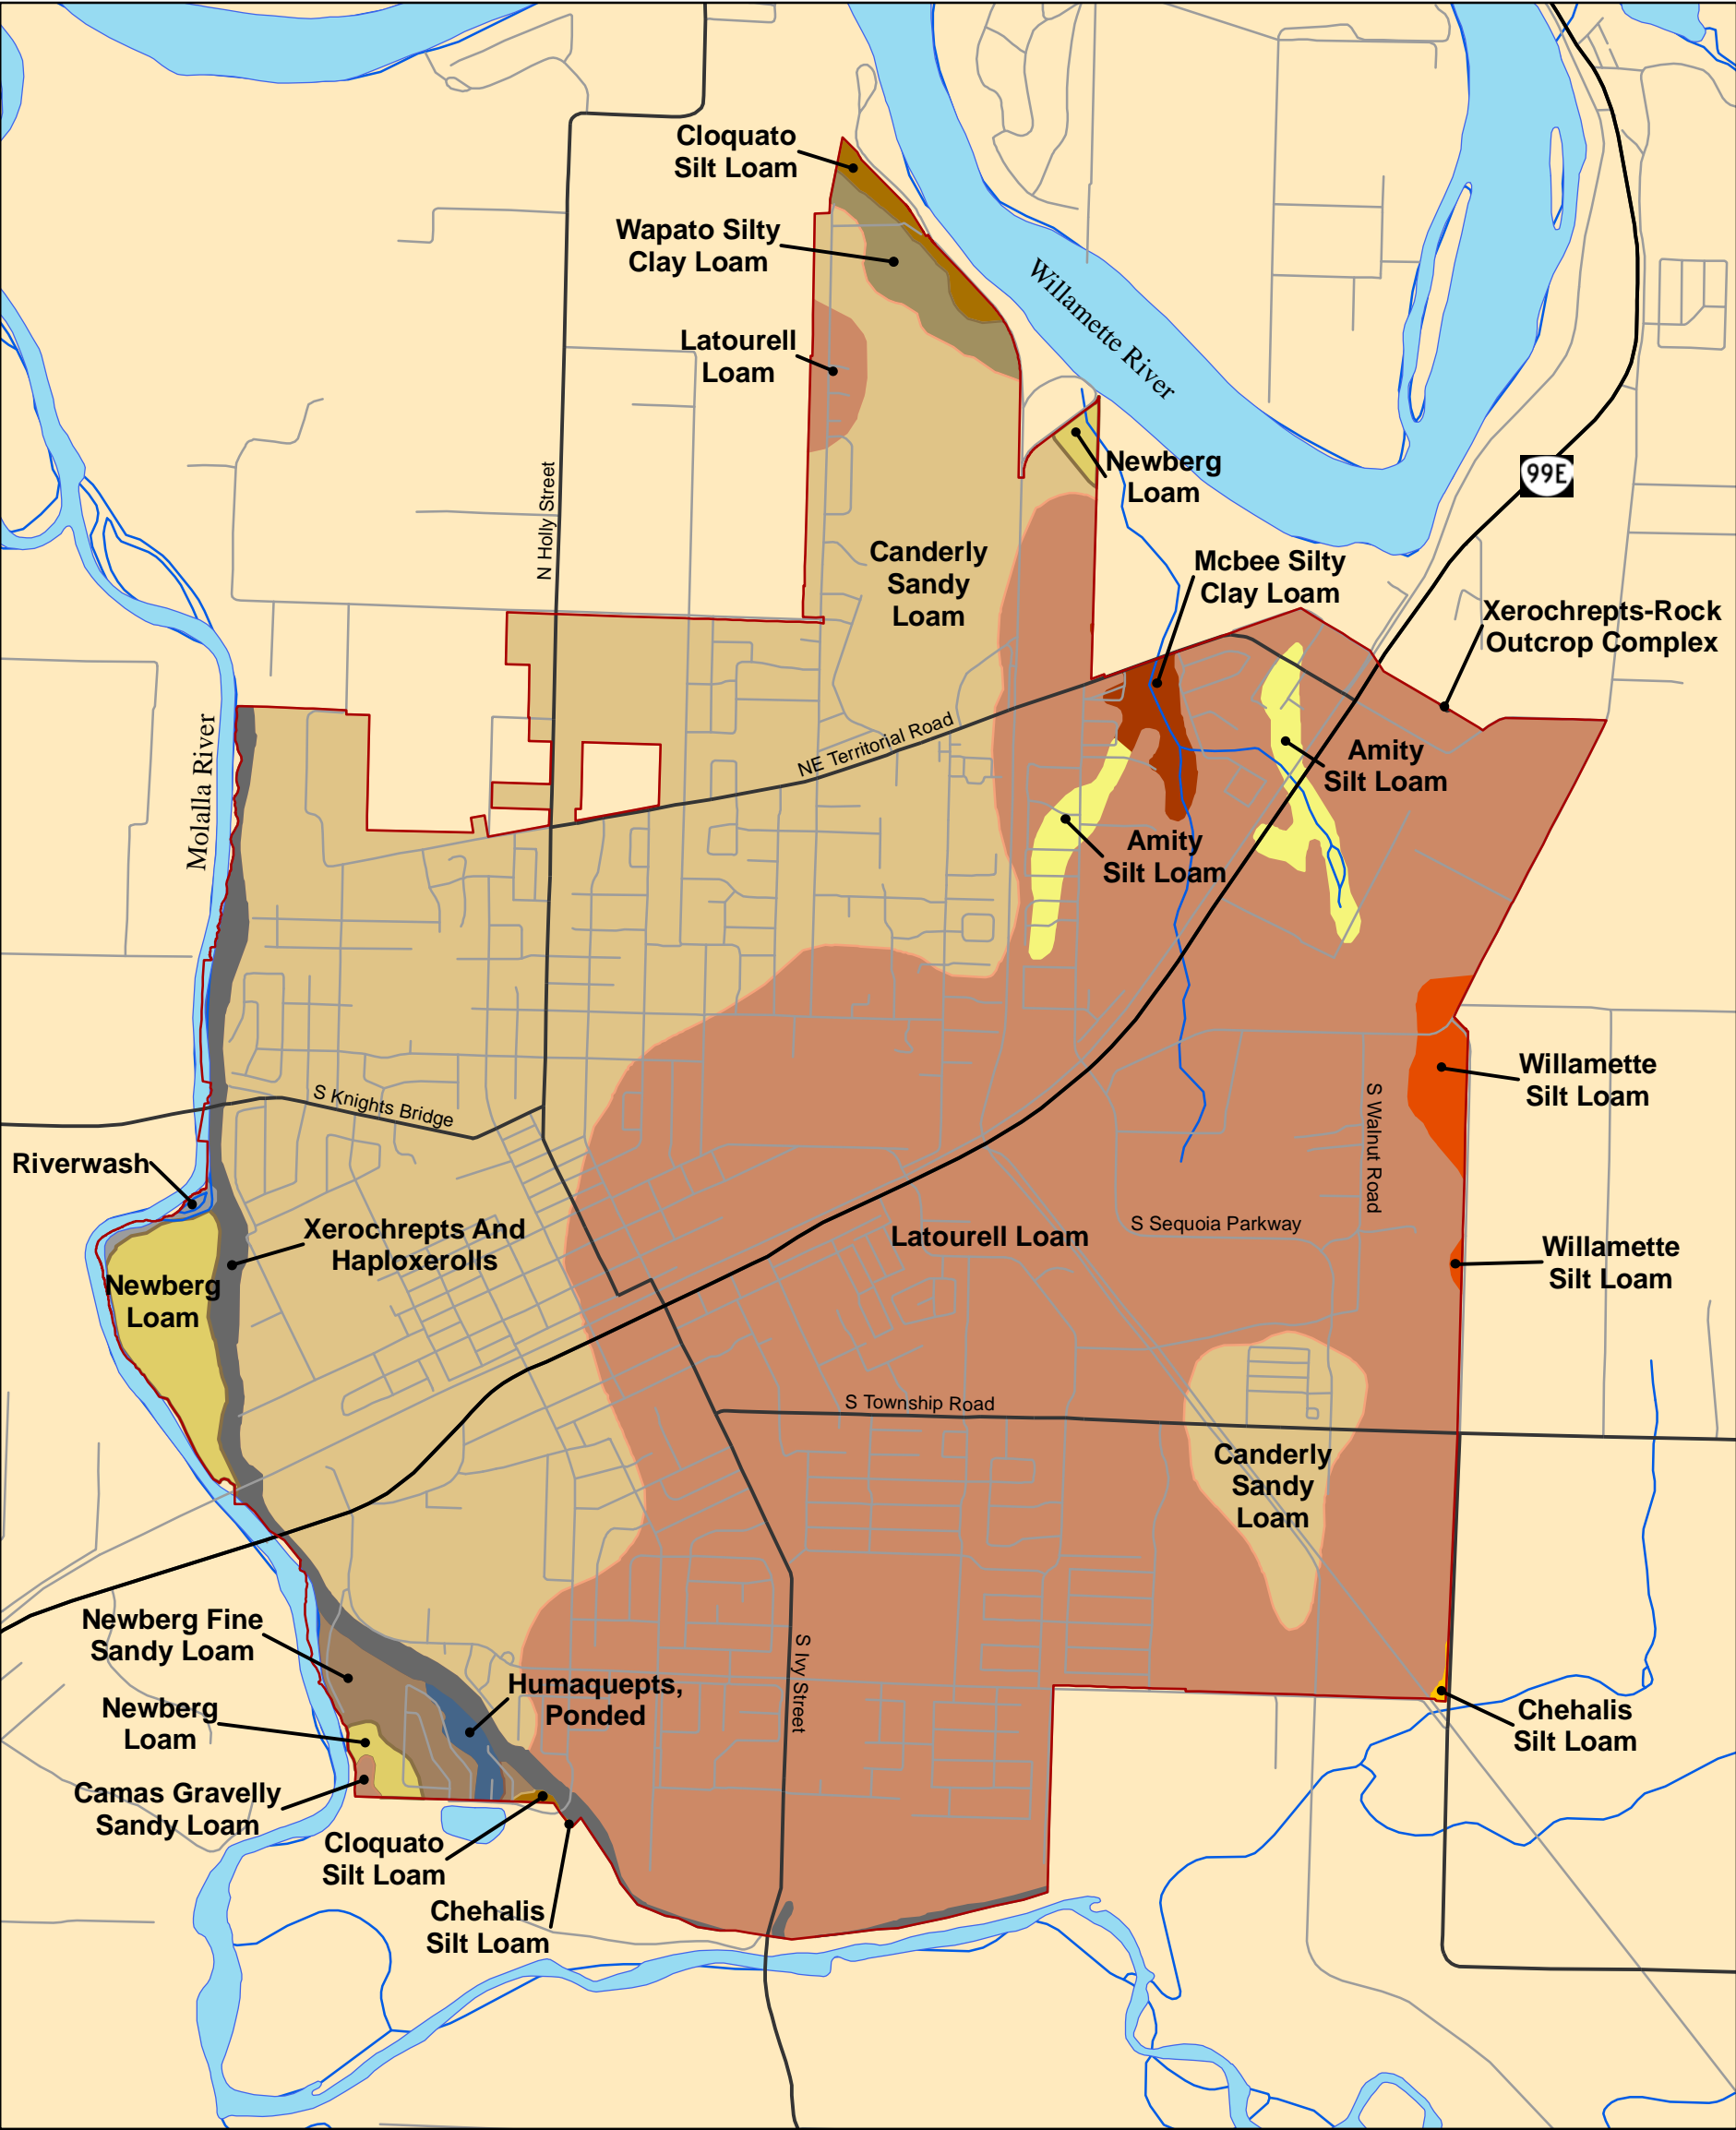 Cloquato
Silt Loam
Wapato Silty
Clay Loam
Latourell
Loam
Willamette River
Newberg
Loam
99E
N Holly Street
Canderly
Sandy
Loam
Mcbee Silty
Clay Loam
Xerochrepts-Rock
Outcrop Complex
Molalla River
NE Territorial Road
Amity
Silt Loam
Amity
Silt Loam
Willamette
Silt Loam
S Knights Bridge
S Walnut Road
Riverwash
Xerochrepts And
Haploxerolls
Latourell Loam
S Sequoia Parkway
Willamette
Silt Loam
Newberg
Loam
S Township Road
Canderly
Sandy
Loam
Newberg Fine
Sandy Loam
Humaquepts,
Ponded
S Ivy Street
Newberg
Loam
Chehalis
Silt Loam
Camas Gravelly
Sandy Loam
Cloquato
Silt Loam
Chehalis
Silt Loam